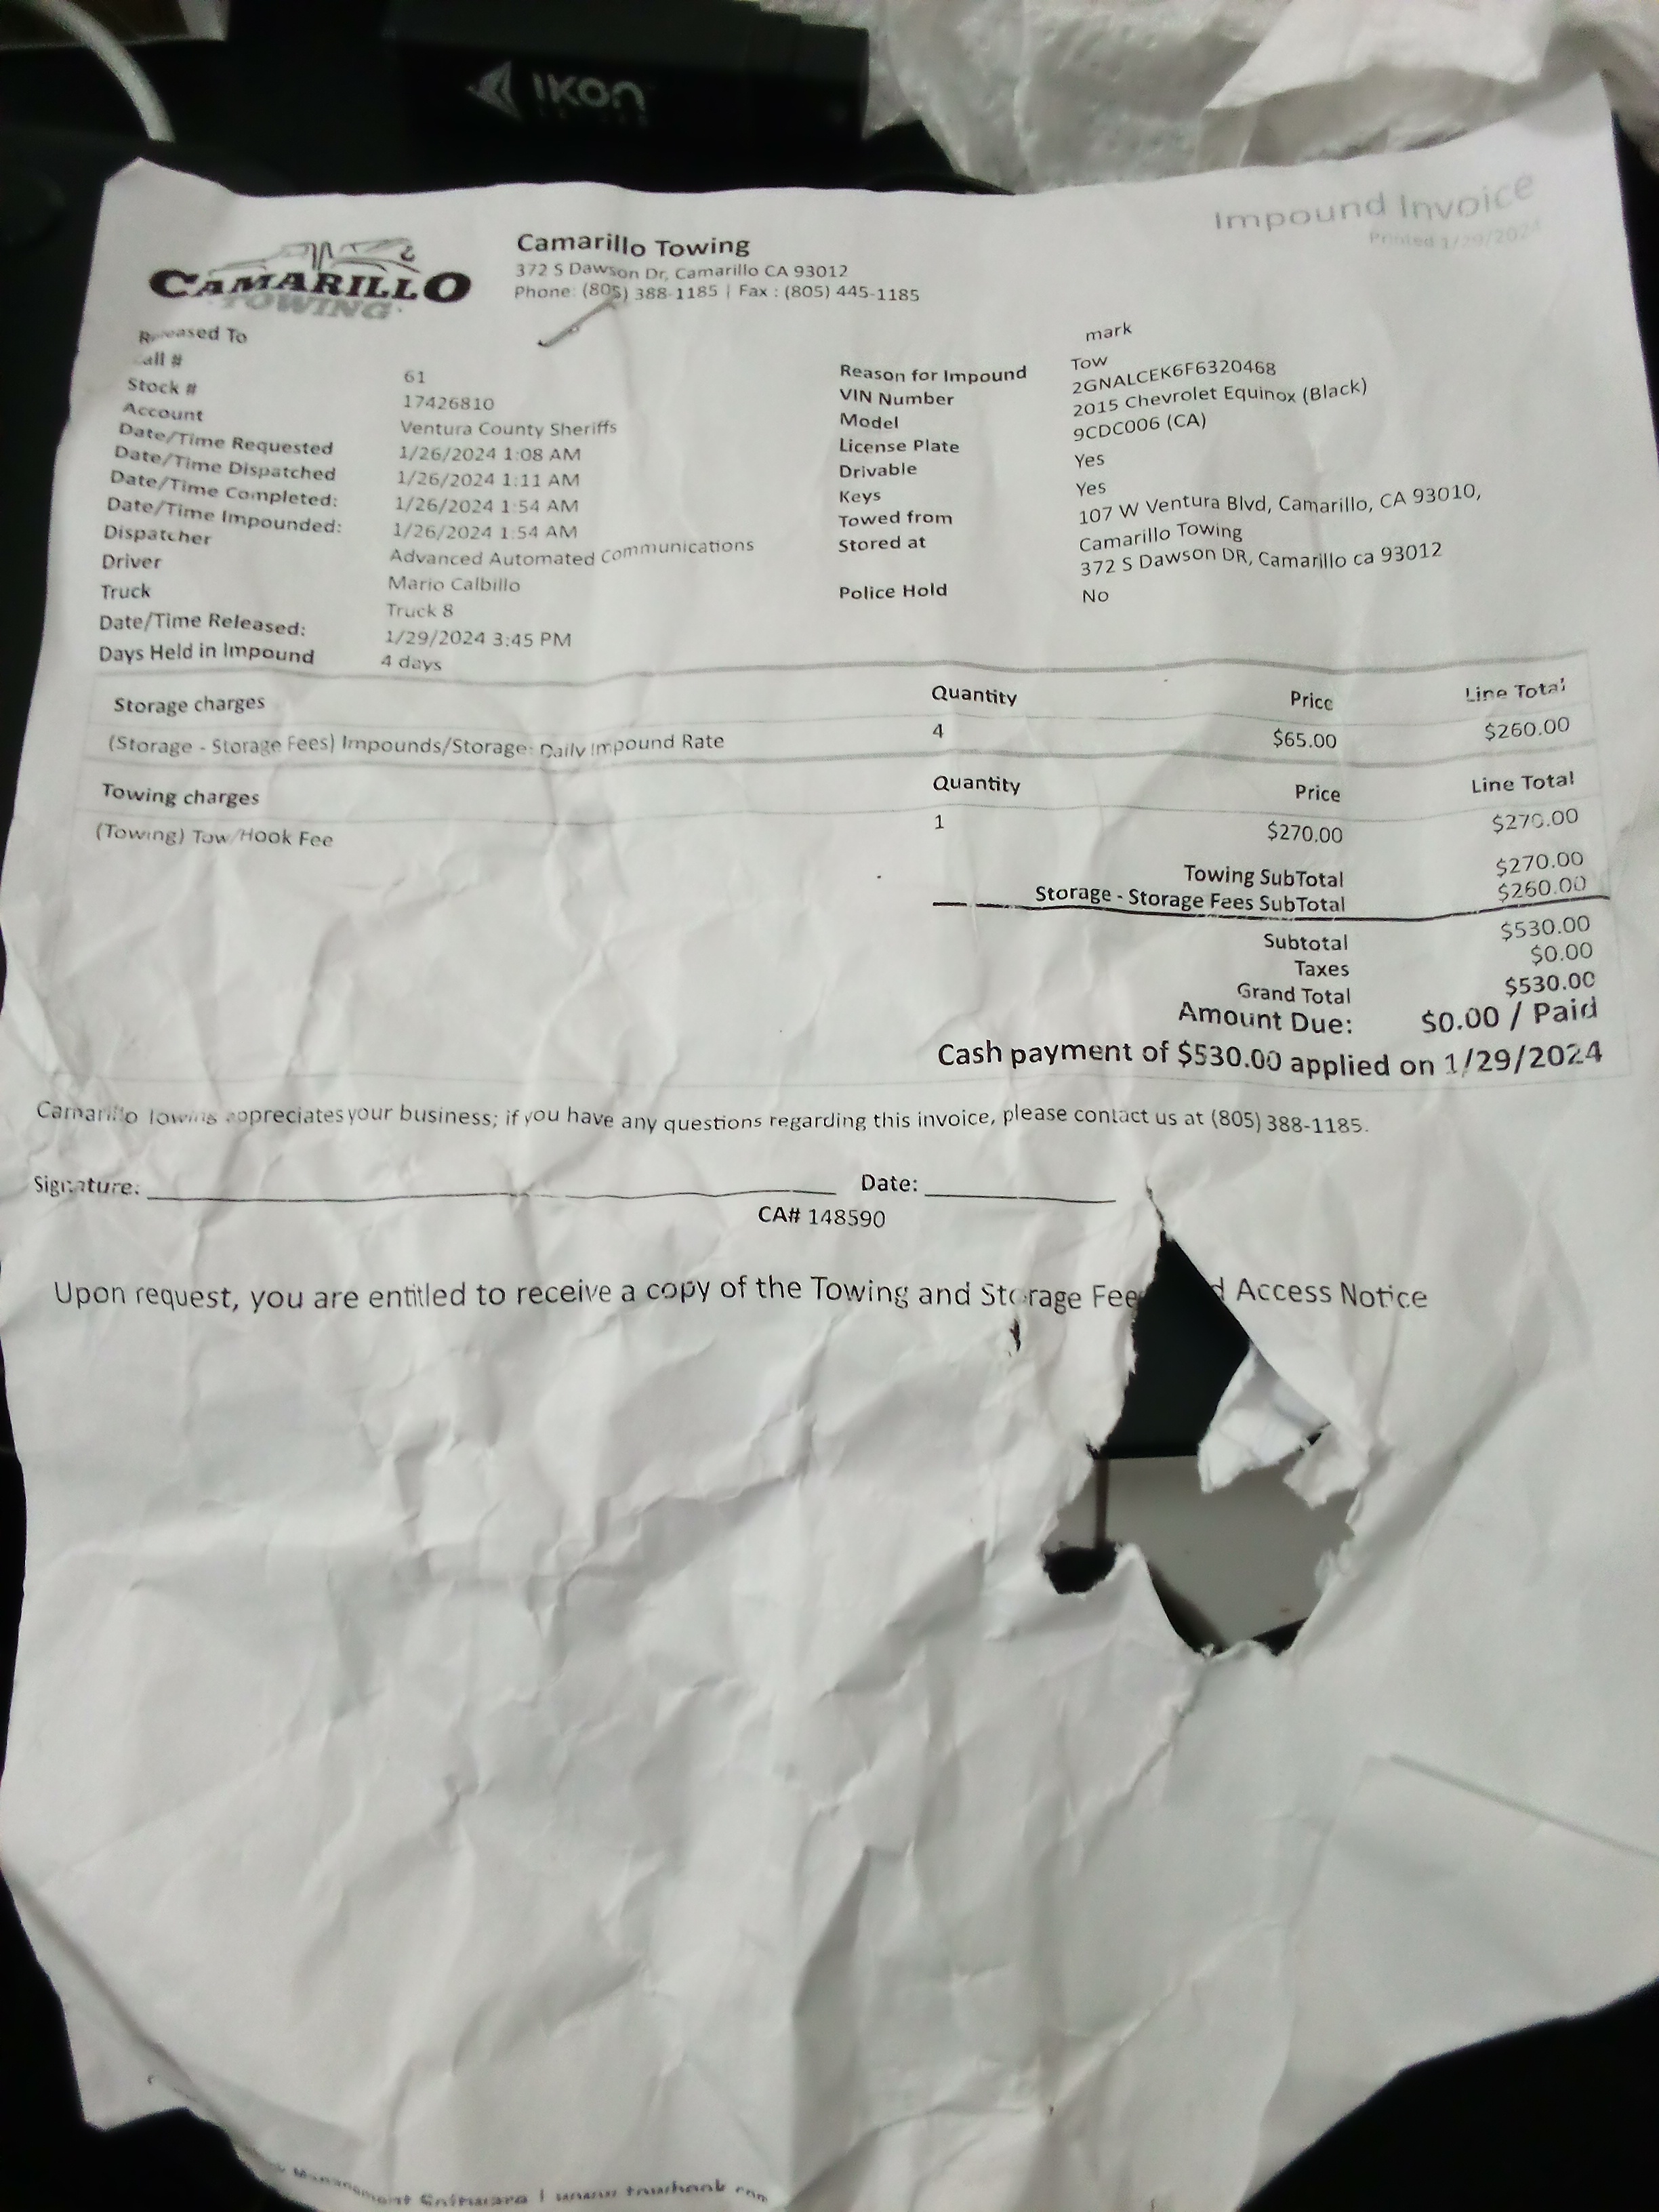 IKON
Impound Invoice
Printed 1/29/2024
CAMARILLO
TOWING
Camarillo Towing
372 S Dawson Dr, Camarillo CA 93012
Phone: (805) 388-1185 | Fax : (805) 445-1185
Released To mark
Call # 61
Stock # 17426810
Account Ventura County Sheriffs
Date/Time Requested 1/26/2024 1:08 AM
Date/Time Dispatched 1/26/2024 1:11 AM
Date/Time Completed: 1/26/2024 1:54 AM
Date/Time Impounded: 1/26/2024 1:54 AM
Dispatcher Advanced Automated Communications
Driver Mario Calbillo
Truck Truck 8
Date/Time Released: 1/29/2024 3:45 PM
Days Held in Impound 4 days
Reason for Impound Tow
VIN Number 2GNALCEK6F6320468
Model 2015 Chevrolet Equinox (Black)
License Plate 9CDC006 (CA)
Drivable Yes
Keys Yes
Towed from 107 W Ventura Blvd, Camarillo, CA 93010,
Stored at Camarillo Towing
372 S Dawson DR, Camarillo ca 93012
Police Hold No
Storage charges Quantity Price Line Total
(Storage - Storage Fees) Impounds/Storage: Daily Impound Rate 4 $65.00 $260.00
Towing charges Quantity Price Line Total
(Towing) Tow/Hook Fee 1 $270.00 $270.00
Towing SubTotal $270.00
Storage - Storage Fees SubTotal $260.00
Subtotal $530.00
Taxes $0.00
Grand Total $530.00
Amount Due: $0.00 / Paid
Cash payment of $530.00 applied on 1/29/2024
Camarillo Towing appreciates your business; if you have any questions regarding this invoice, please contact us at (805) 388-1185.
Signature: Date:
CA# 148590
Upon request, you are entitled to receive a copy of the Towing and Storage Fee Access Notice
Management Software | www.towbook.com